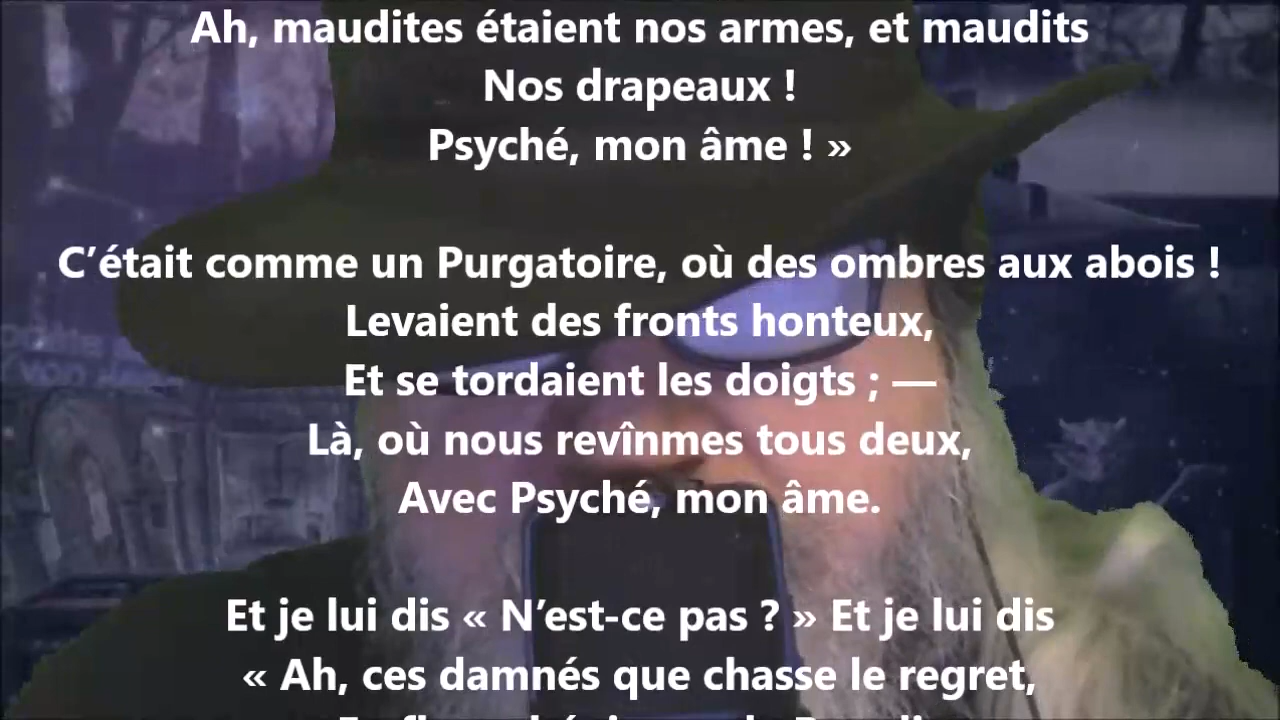 Ah, maudites étaient nos armes, et maudits
Nos drapeaux !
Psyché, mon âme ! »
C’était comme un Purgatoire, où des ombres aux abois !
Levaient des fronts honteux,
Et se tordaient les doigts ; —
Là, où nous revînmes tous deux,
Avec Psyché, mon âme.
Et je lui dis « N’est-ce pas ? » Et je lui dis
« Ah, ces damnés que chasse le regret,